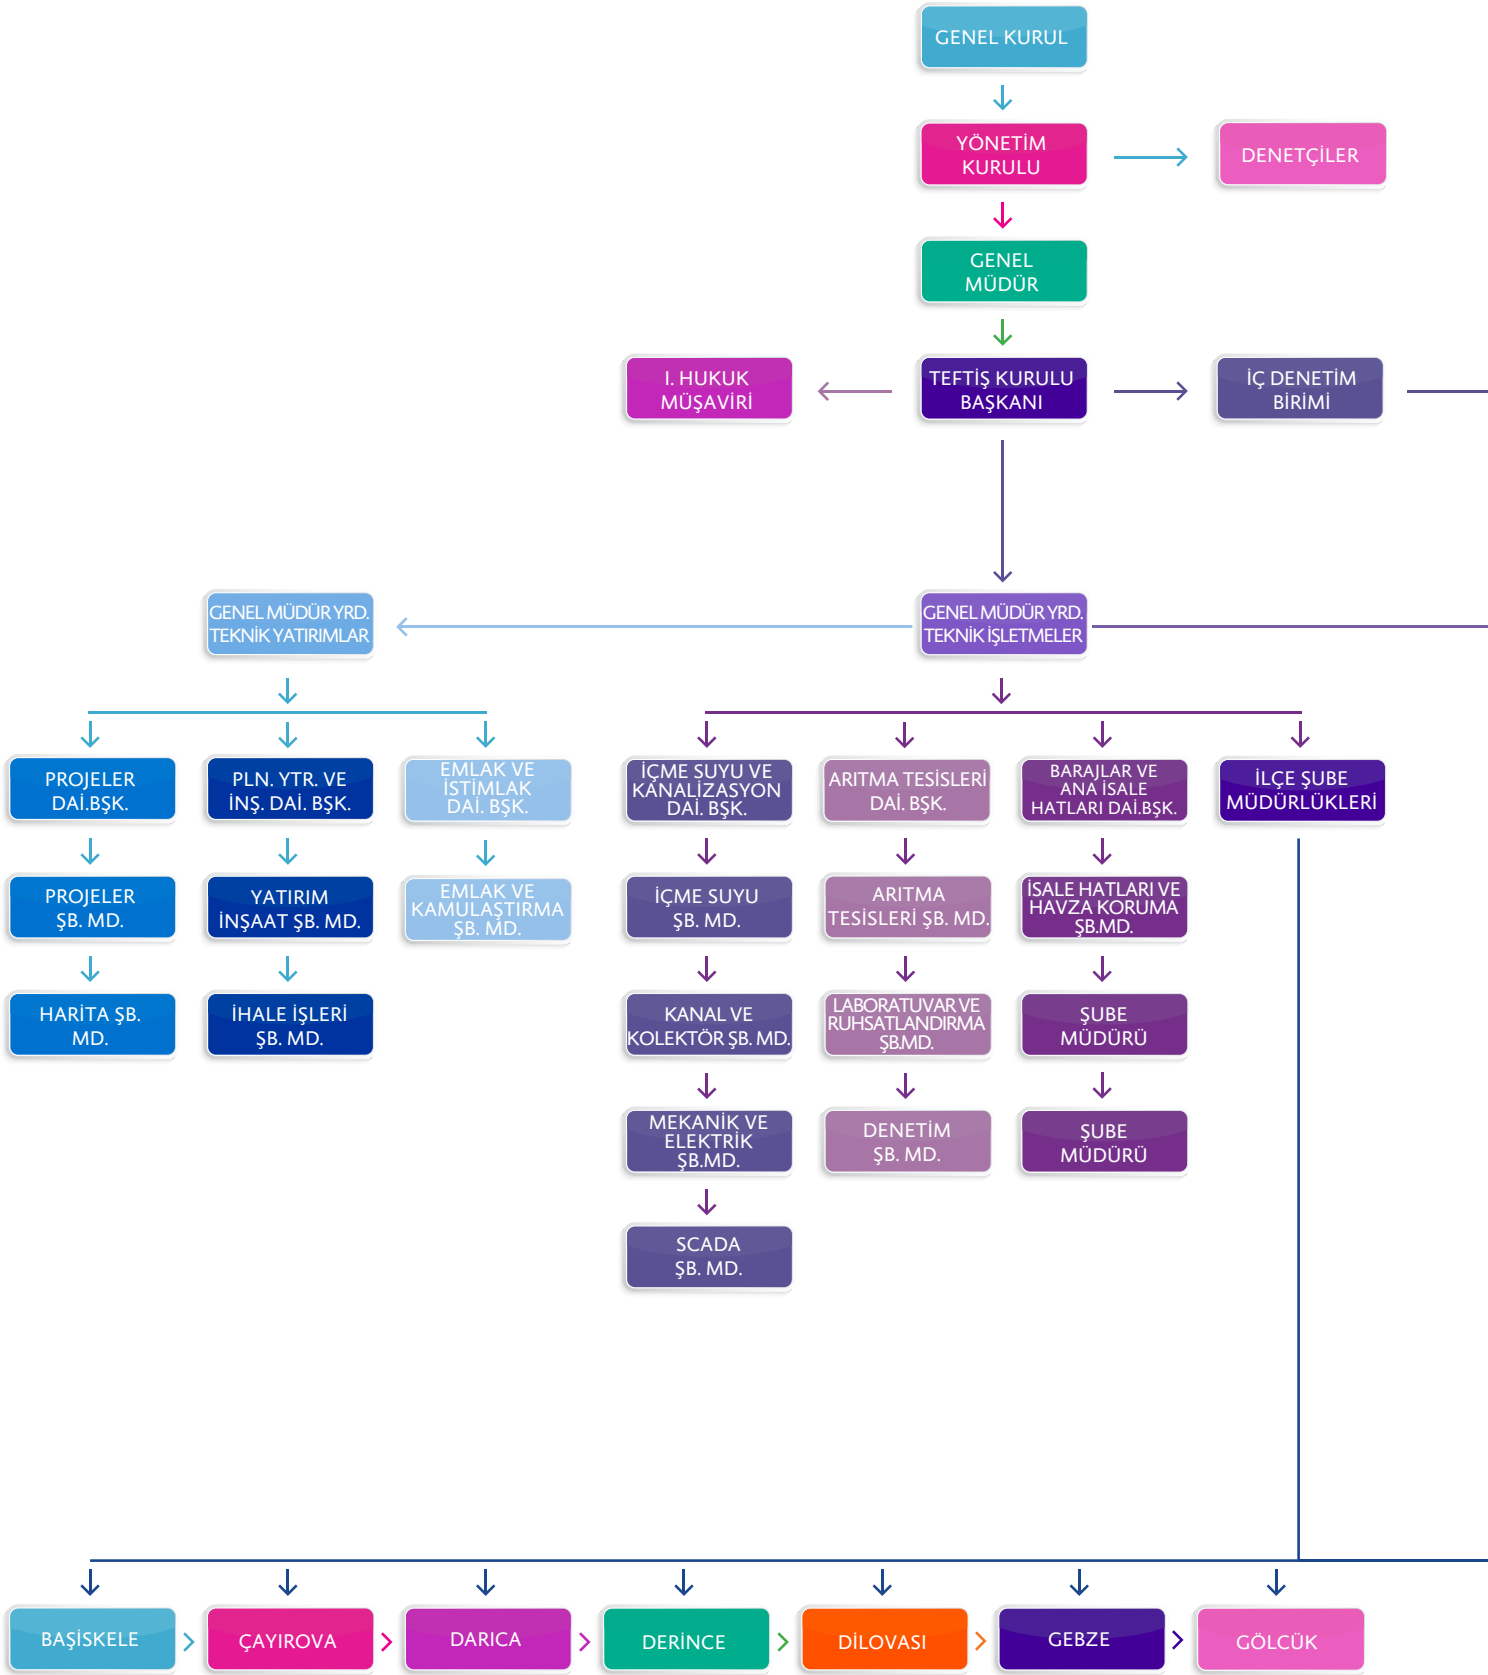 GENEL KURUL
YÖNETİM
KURULU
DENETÇİLER
GENEL
MÜDÜR
I. HUKUK
MÜŞAVİRİ
TEFTİŞ KURULU
BAŞKANI
İÇ DENETİM
BİRİMİ
GENEL MÜDÜR YRD.
TEKNİK YATIRIMLAR
GENEL MÜDÜR YRD.
TEKNİK İŞLETMELER
PROJELER
DAİ.BŞK.
PLN. YTR. VE
İNŞ. DAİ. BŞK.
EMLAK VE
İSTİMLAK
DAİ. BŞK.
İÇME SUYU VE
KANALİZASYON
DAİ. BŞK.
ARITMA TESİSLERİ
DAİ. BŞK.
BARAJLAR VE
ANA ISALE
HATLARI DAİ.BŞK.
İLÇE ŞUBE
MÜDÜRLÜKLERİ
PROJELER
ŞB. MD.
YATIRIM
İNŞAAT ŞB. MD.
EMLAK VE
KAMULAŞTIRMA
ŞB. MD.
İÇME SUYU
ŞB. MD.
ARITMA
TESİSLERİ ŞB. MD.
İSALE HATLARI VE
HAVZA KORUMA
ŞB.MD.
HARİTA ŞB.
MD.
İHALE İŞLERİ
ŞB. MD.
KANAL VE
KOLEKTÖR ŞB. MD.
LABORATUVAR VE
RUHSATLANDIRMA
ŞB.MD.
ŞUBE
MÜDÜRÜ
MEKANİK VE
ELEKTRİK
ŞB.MD.
DENETİM
ŞB. MD.
ŞUBE
MÜDÜRÜ
SCADA
ŞB. MD.
BAŞİSKELE
ÇAYIROVA
DARICA
DERİNCE
DİLOVASI
GEBZE
GÖLCÜK